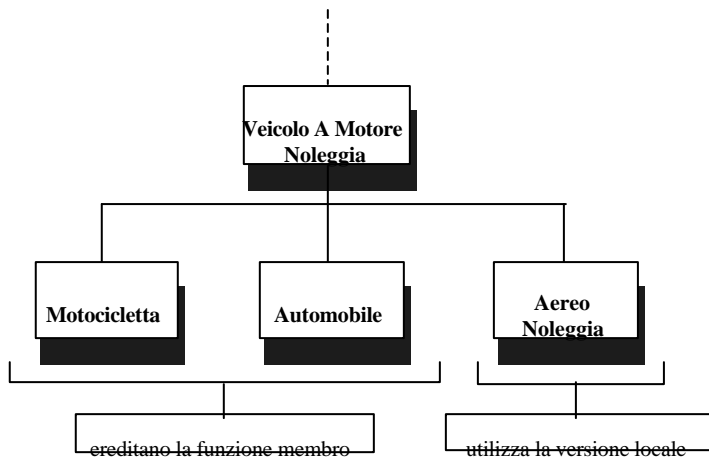 Veicolo A Motore
Noleggia
Motocicletta
Automobile
Aereo
Noleggia
ereditano la funzione membro
utilizza la versione locale